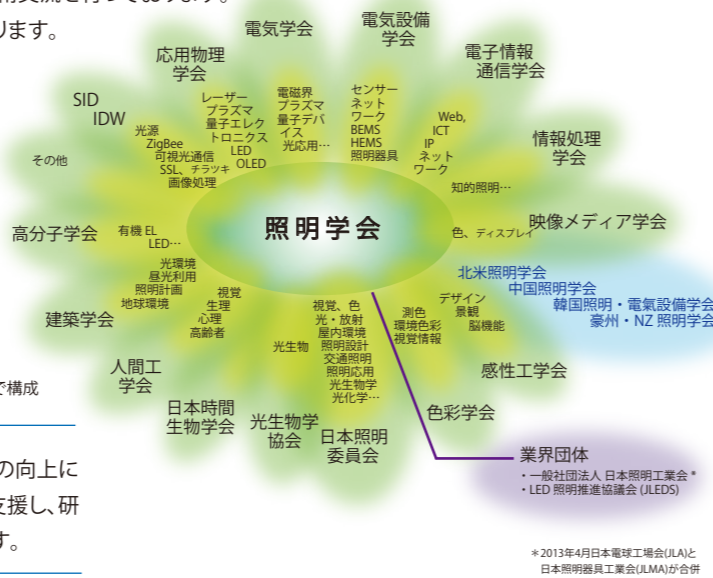 術交流を行っております。
ります。
電気学会
電気設備
学会
応用物理
学会
電子情報
通信学会
SID
IDW
その他
情報処理
学会
高分子学会
映像メディア学会
建築学会
人間工
学会
日本時間
生物学会
光生物学
協会
日本照明
委員会
色彩学会
感性工学会
光源
ZigBee
可視光通信
SSL、チラツキ
画像処理
レーザー
プラズマ
量子エレク
トロニクス
LED
OLED
電磁界
プラズマ
量子デバ
イス
光応用…
センサー
ネット
ワーク
BEMS
HEMS
照明器具
Web,
ICT
IP
ネット
ワーク
知的照明…
色、ディスプレイ
照明学会
有機 EL
LED…
光環境
昼光利用
照明計画
地球環境
視覚
生理
心理
高齢者
光生物
視覚、色
光・放射
屋内環境
照明設計
交通照明
照明応用
光生物学
光化学…
測色
環境色彩
視覚情報
デザイン
景観
脳機能
北米照明学会
中国照明学会
韓国照明・電氣設備学会
豪州・NZ 照明学会
で構成
の向上に
支援し、研
す。
業界団体
・一般社団法人 日本照明工業会 *
・LED 照明推進協議会 (JLEDS)
＊2013年4月日本電球工場会(JLA)と
日本照明器具工業会(JLMA)が合併